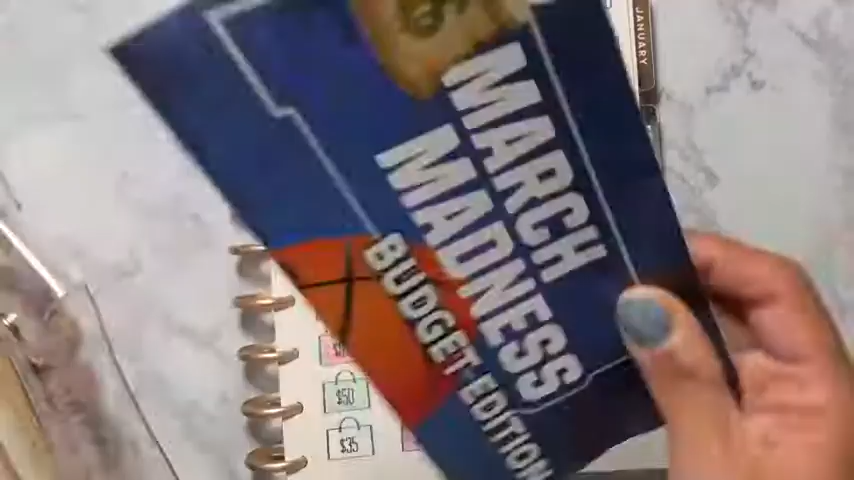 MARCH
MADNESS
BUDGET EDITION
JANUARY
$50
$35